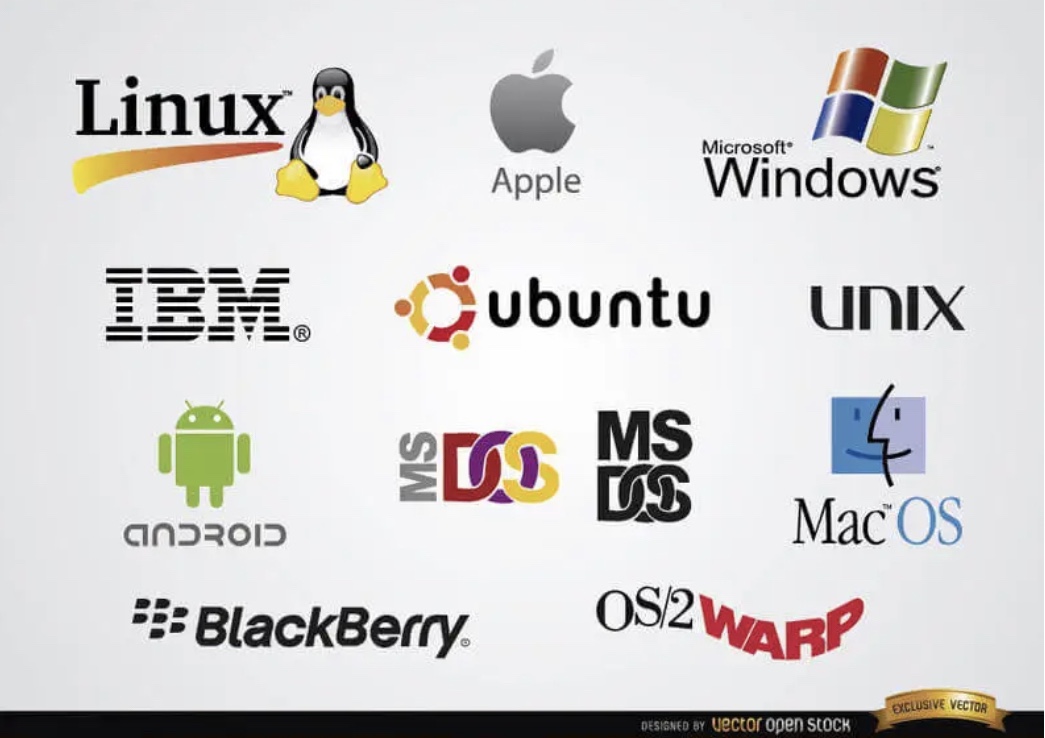 Linux™
Apple
Microsoft®
Windows®
IBM®
ubuntu
UNIX
ANDROID
MS DOS
MS
DOS
Mac™OS
BlackBerry®
OS/2 WARP
DESIGNED BY vector open stock
EXCLUSIVE VECTOR